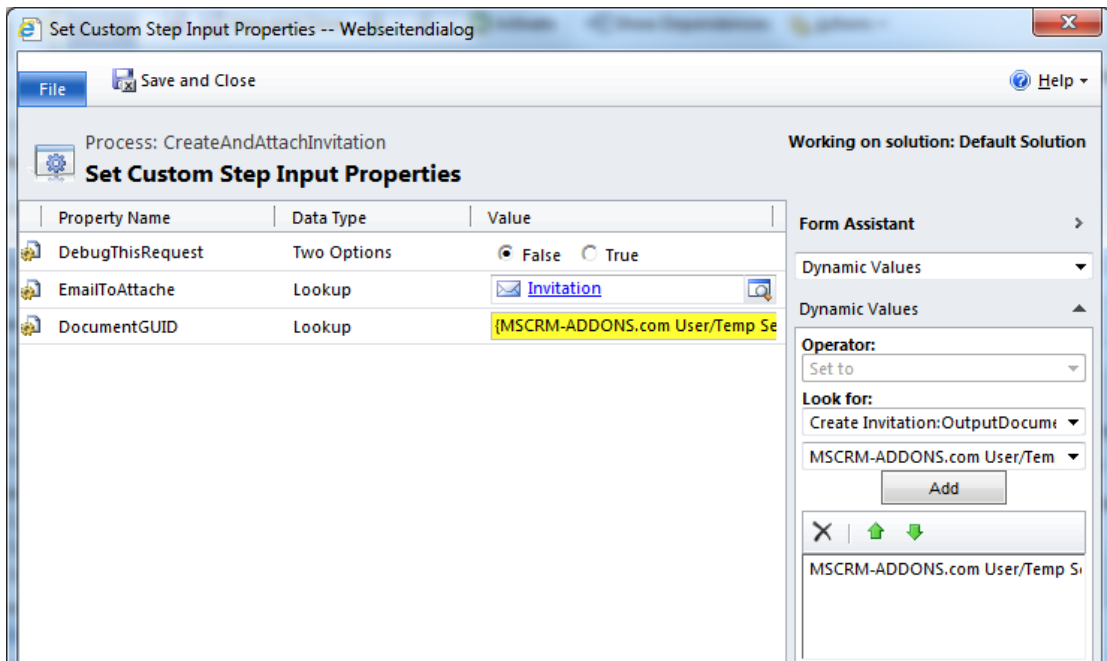 Set Custom Step Input Properties -- Webseitendialog
File
Save and Close
Help
Process: CreateAndAttachInvitation
Set Custom Step Input Properties
Working on solution: Default Solution
Property Name Data Type Value
DebugThisRequest Two Options False True
EmailToAttache Lookup Invitation
DocumentGUID Lookup {MSCRM-ADDONS.com User/Temp Se
Form Assistant
Dynamic Values
Dynamic Values
Operator:
Set to
Look for:
Create Invitation:OutputDocume
MSCRM-ADDONS.com User/Tem
Add
MSCRM-ADDONS.com User/Temp S